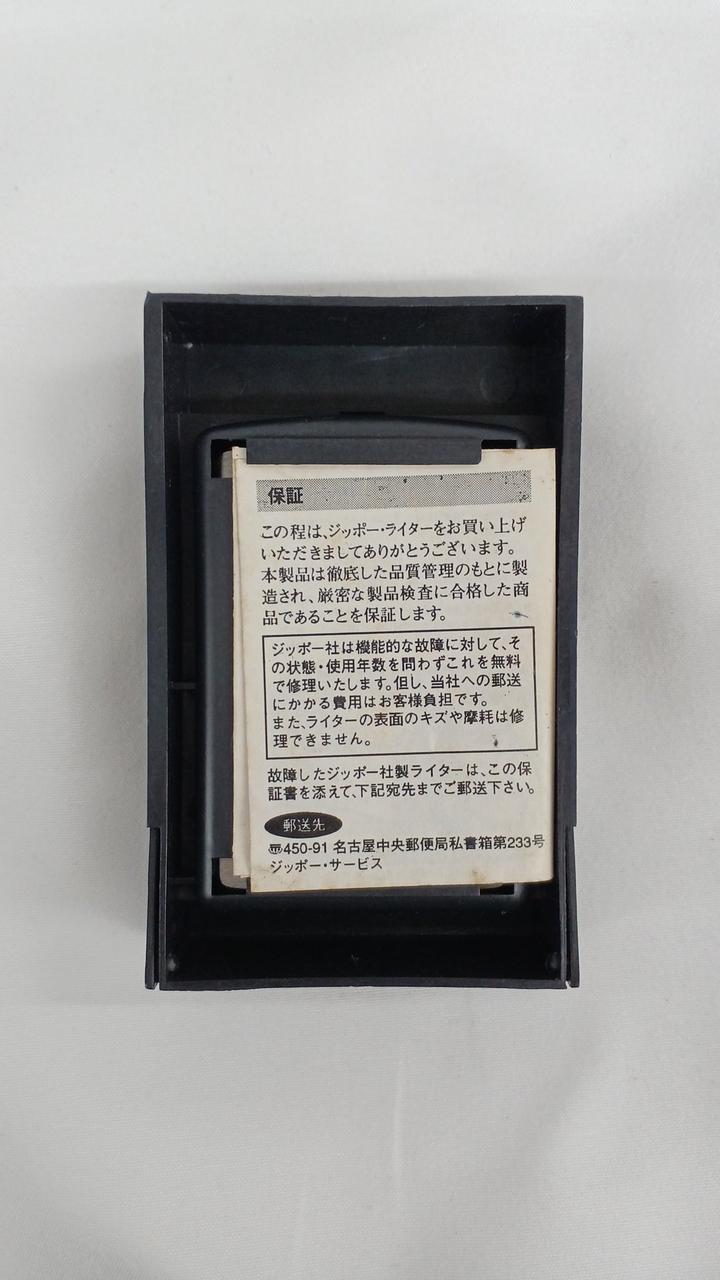 保証
この程は、ジッポー・ライターをお買い上げ
いただきましてありがとうございます。
本製品は徹底した品質管理のもとに製
造され、厳密な製品検査に合格した商
品であることを保証します。
ジッポー社は機能的な故障に対して、そ
の状態・使用年数を問わずこれを無料
で修理いたします。但し、当社への郵送
にかかる費用はお客様負担です。
また、ライターの表面のキズや摩耗は修
理できません。
故障したジッポー社製ライターは、この保
証書を添えて、下記宛先までご郵送下さい。
郵送先
〠450-91 名古屋中央郵便局私書箱第233号
ジッポー・サービス